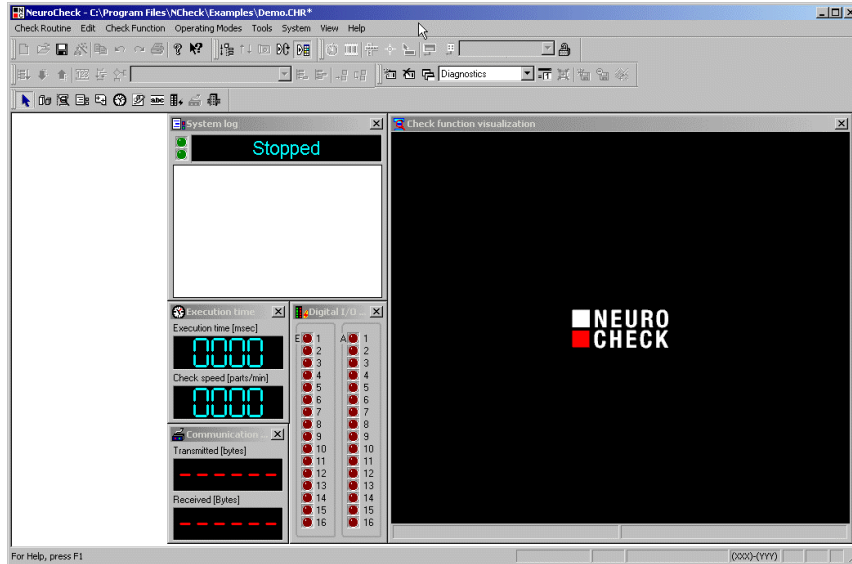 NeuroCheck - C:\Program Files\NCheck\Examples\Demo.CHR*
Check Routine Edit Check Function Operating Modes Tools System View Help
Diagnostics
abc
System log
Check function visualization
Stopped
NEURO
CHECK
Execution time
Digital I/O ...
Execution time [msec]
0000
Check speed [parts/min]
0000
E 1 A 1
2 2
3 3
4 4
5 5
6 6
7 7
8 8
9 9
10 10
11 11
12 12
13 13
14 14
15 15
16 16
Communication ...
Transmitted [bytes]
------
Received [Bytes]
------
For Help, press F1
(XXX)-(YYY)